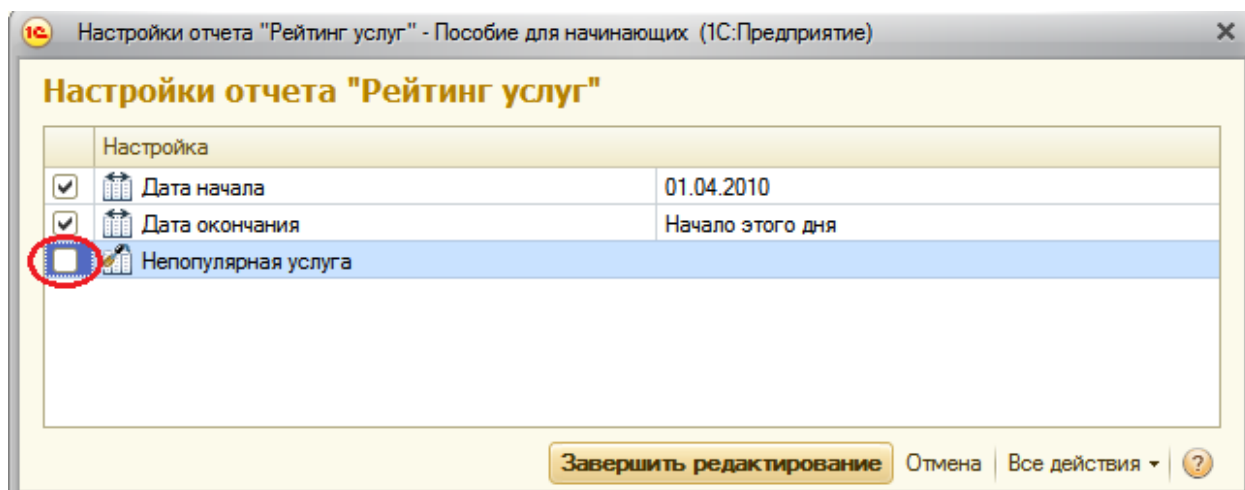 1С Настройки отчета "Рейтинг услуг" - Пособие для начинающих (1С:Предприятие)
Настройки отчета "Рейтинг услуг"
Настройка
Дата начала 01.04.2010
Дата окончания Начало этого дня
Непопулярная услуга
Завершить редактирование Отмена Все действия ?